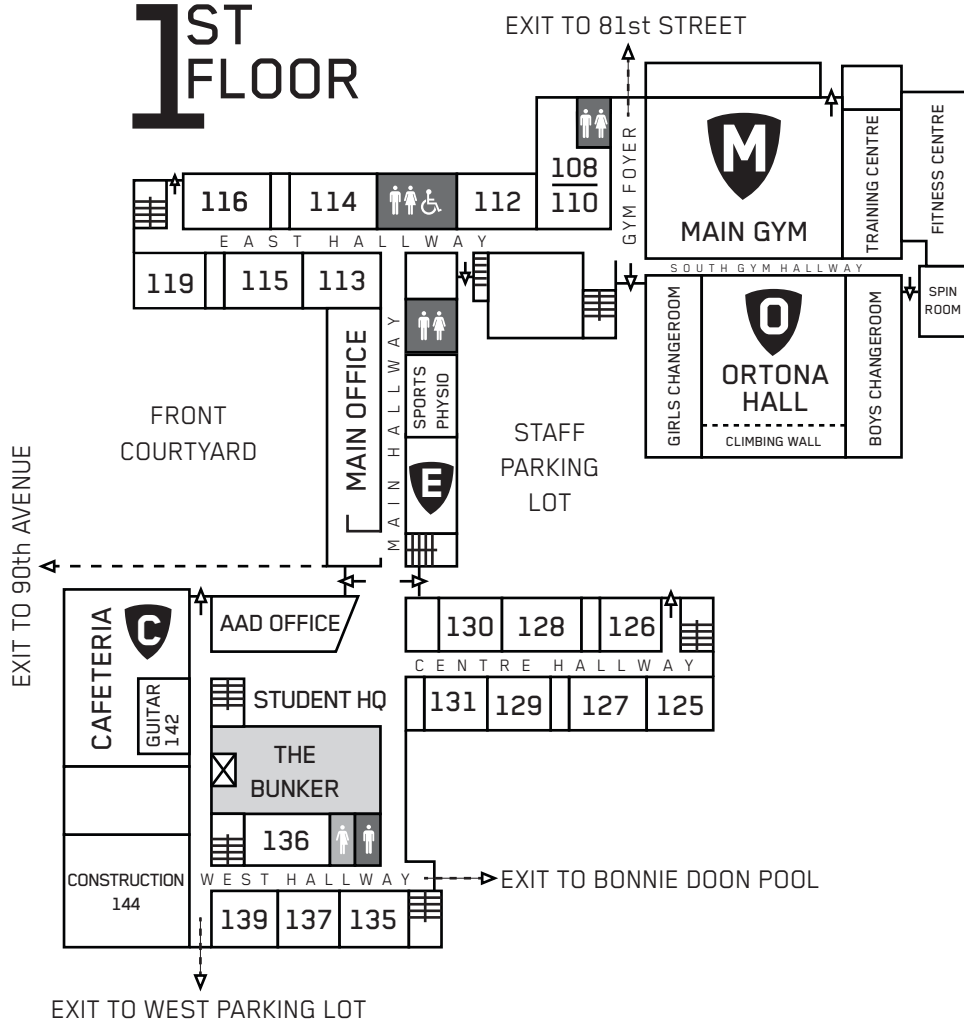 1ST
FLOOR
EXIT TO 81st STREET
M
MAIN GYM
GYM FOYER
TRAINING CENTRE
FITNESS CENTRE
108
110
116
114
112
EAST HALLWAY
SOUTH GYM HALLWAY
119
115
113
SPIN
ROOM
GIRLS CHANGEROOM
O
ORTONA
HALL
CLIMBING WALL
BOYS CHANGEROOM
MAIN OFFICE
MAIN HALLWAY
SPORTS
PHYSIO
E
FRONT
COURTYARD
STAFF
PARKING
LOT
EXIT TO 90th AVENUE
CAFETERIA
C
AAD OFFICE
130
128
126
CENTRE HALLWAY
GUITAR
142
STUDENT HQ
131
129
127
125
THE
BUNKER
136
CONSTRUCTION
144
WEST HALLWAY
EXIT TO BONNIE DOON POOL
139
137
135
EXIT TO WEST PARKING LOT